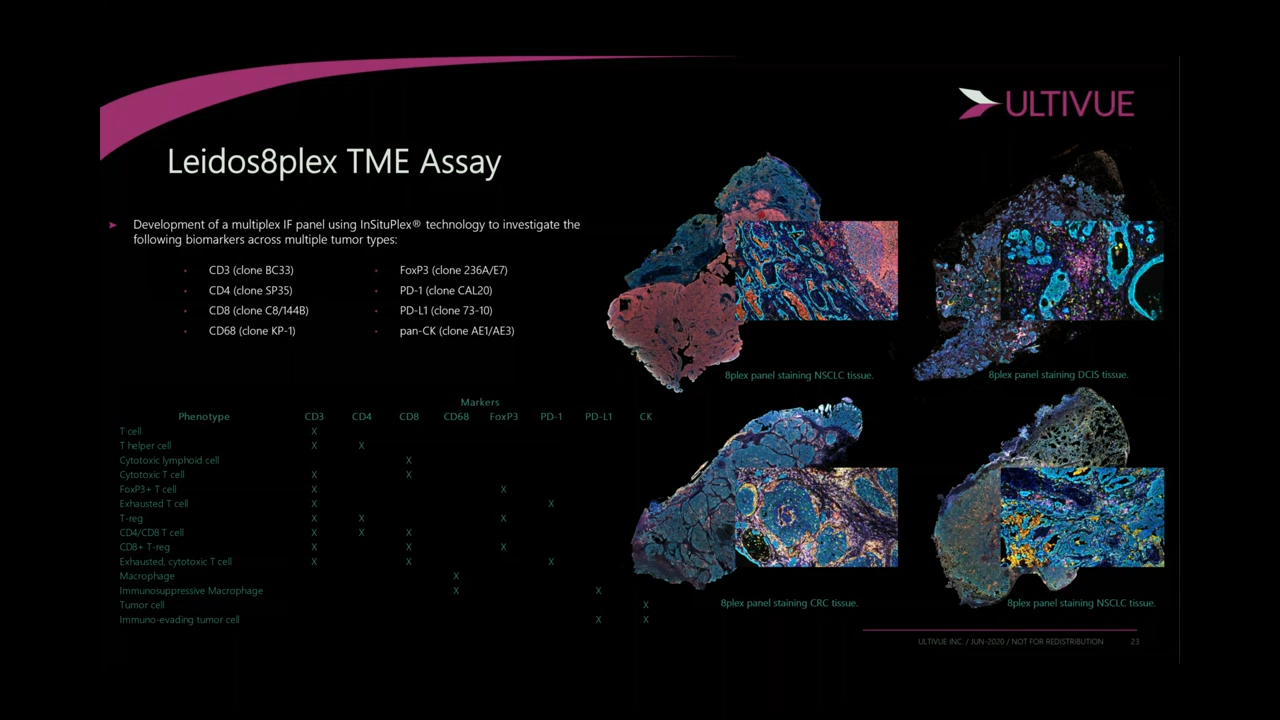 ULTIVUE
Leidos8plex TME Assay
Development of a multiplex IF panel using InSituPlex® technology to investigate the
following biomarkers across multiple tumor types:
CD3 (clone BC33)
CD4 (clone SP35)
CD8 (clone C8/144B)
CD68 (clone KP-1)
FoxP3 (clone 236A/E7)
PD-1 (clone CAL20)
PD-L1 (clone 73-10)
pan-CK (clone AE1/AE3)
8plex panel staining NSCLC tissue.
8plex panel staining DCIS tissue.
Markers
Phenotype CD3 CD4 CD8 CD68 FoxP3 PD-1 PD-L1 CK
T cell X
T helper cell X X
Cytotoxic lymphoid cell X
Cytotoxic T cell X X
FoxP3+ T cell X X
Exhausted T cell X X
T-reg X X X
CD4/CD8 T cell X X X
CD8+ T-reg X X X
Exhausted, cytotoxic T cell X X X
Macrophage X
Immunosuppressive Macrophage X X
Tumor cell X
Immuno-evading tumor cell X X
8plex panel staining CRC tissue.
8plex panel staining NSCLC tissue.
ULTIVUE INC. / JUN-2020 / NOT FOR REDISTRIBUTION 23